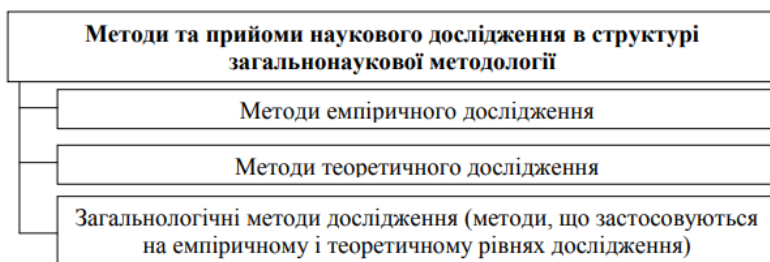 Методи та прийоми наукового дослідження в структурі
загальнонаукової методології
Методи емпіричного дослідження
Методи теоретичного дослідження
Загальнологічні методи дослідження (методи, що застосовуються
на емпіричному і теоретичному рівнях дослідження)